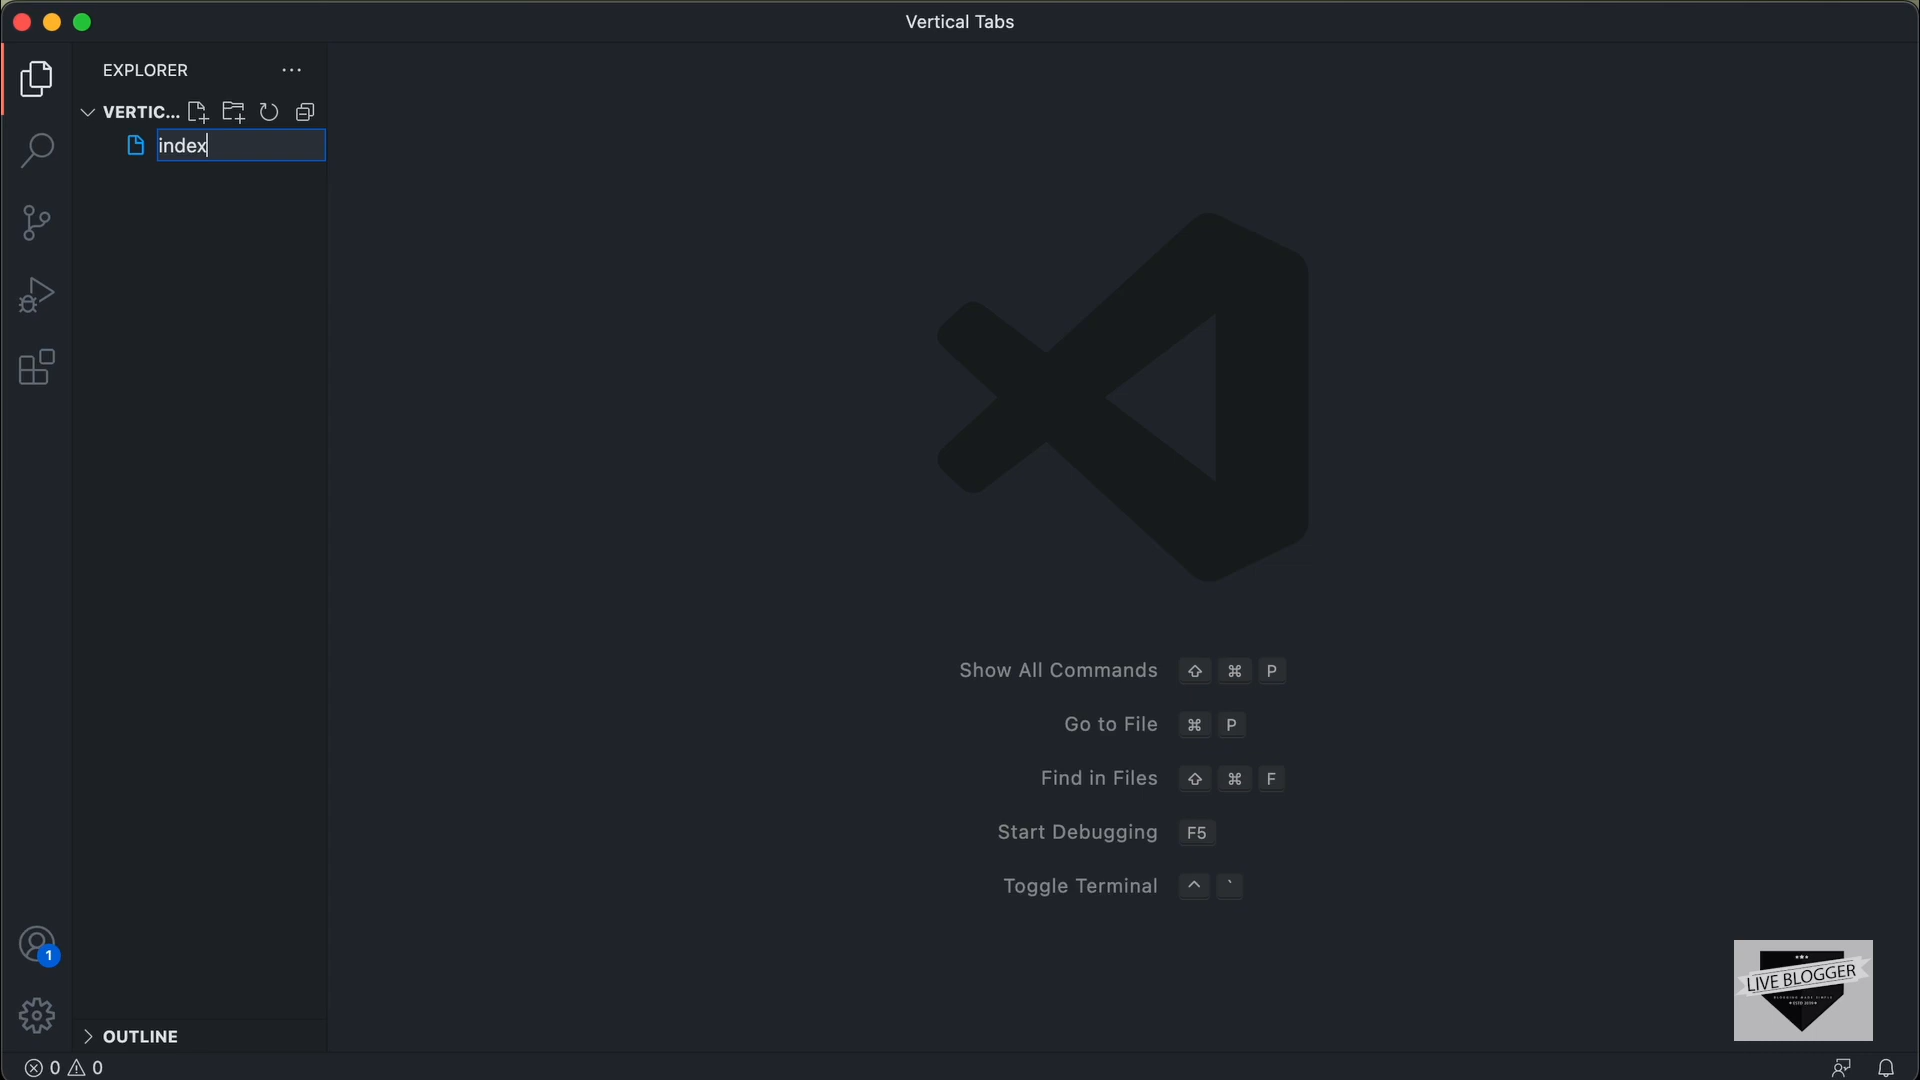 Vertical Tabs
EXPLORER
VERTIC...
index
Show All Commands ⇧ ⌘ P
Go to File ⌘ P
Find in Files ⇧ ⌘ F
Start Debugging F5
Toggle Terminal ^ `
1
OUTLINE
0 0
LIVE BLOGGER